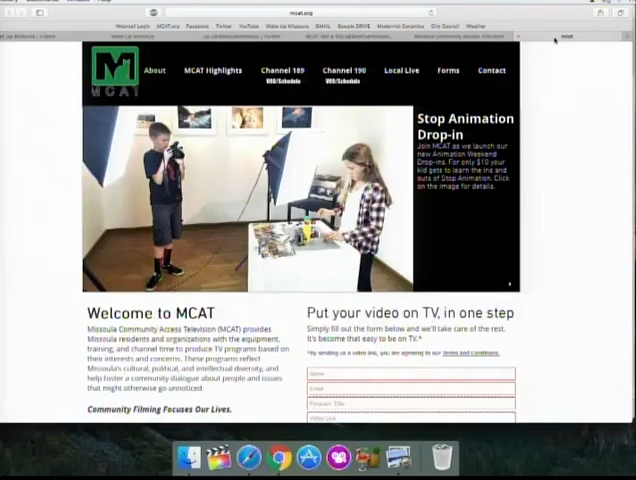 mcat.org
Walmart Login MCAT.org Facebook Twitter YouTube Wake Up Missoula GMAIL Google DRIVE City Council Weather
mcat
MCAT
About MCAT Highlights Channel 189 Channel 190 Local Live Forms Contact
VOD/Schedule VOD/Schedule
Stop Animation
Drop-in
Join MCAT as we launch our
new Animation Weekend
Drop-ins. For only $10 your
kid gets to learn the ins and
outs of Stop Animation. Click
on the image for details.
Welcome to MCAT
Missoula Community Access Television (MCAT) provides
Missoula residents and organizations with the equipment,
training, and channel time to produce TV programs based on
their interests and concerns. These programs reflect
Missoula's cultural, political, and intellectual diversity, and
help foster a community dialogue about people and issues
that might otherwise go unnoticed.
Community Filming Focuses Our Lives.
Put your video on TV, in one step
Simply fill out the form below and we'll take care of the rest.
It's become that easy to be on TV.*
*By sending us a video link, you are agreeing to our Terms and Conditions.
Name
Email
Program Title
Video Link